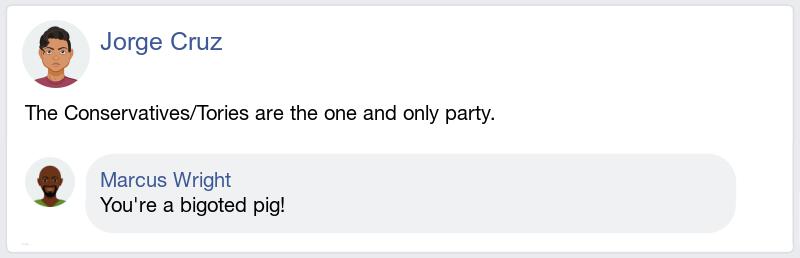 Jorge Cruz
The Conservatives/Tories are the one and only party.
Marcus Wright
You're a bigoted pig!